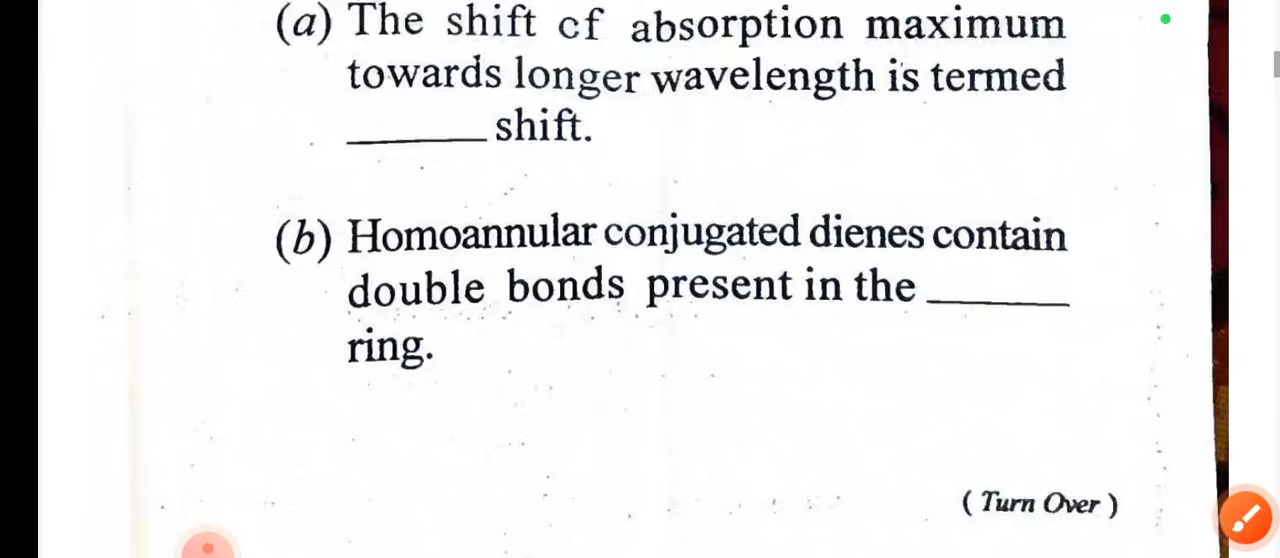 (a) The shift cf absorption maximum
towards longer wavelength is termed
______ shift.
(b) Homoannular conjugated dienes contain
double bonds present in the ______
ring.
( Turn Over )